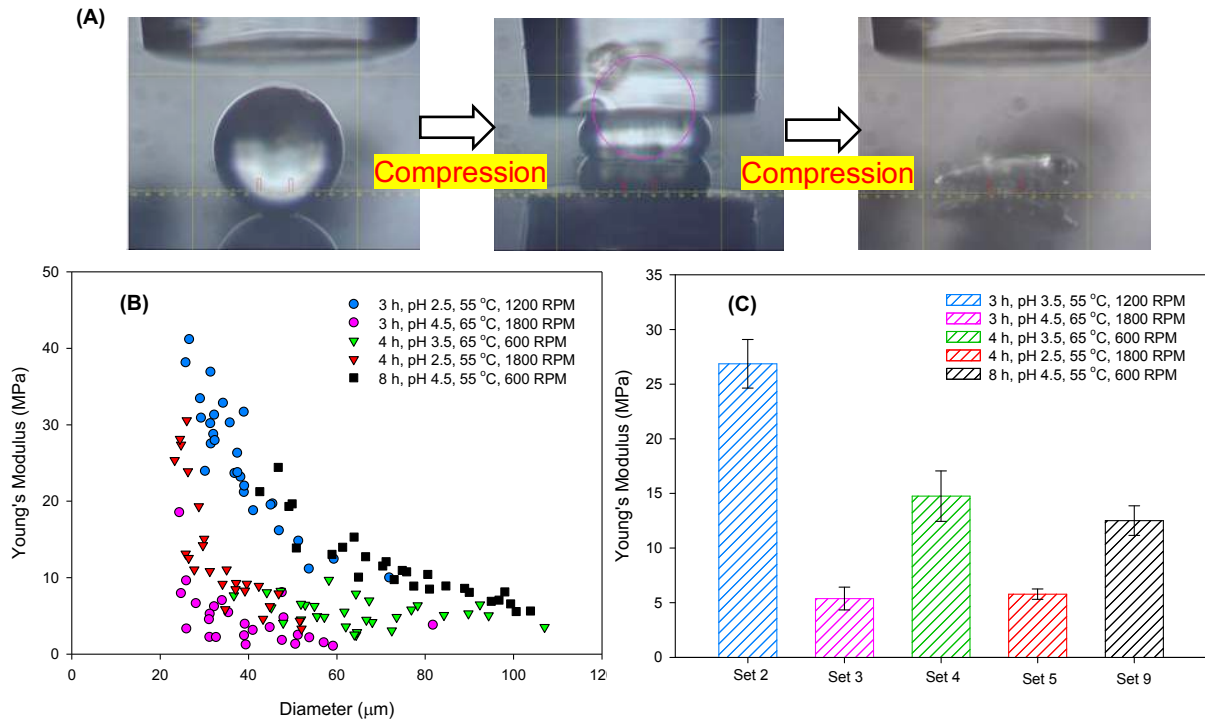 (A)
Compression
Compression
(B)
3 h, pH 2.5, 55 °C, 1200 RPM
3 h, pH 4.5, 65 °C, 1800 RPM
4 h, pH 3.5, 65 °C, 600 RPM
4 h, pH 2.5, 55 °C, 1800 RPM
8 h, pH 4.5, 55 °C, 600 RPM
Young's Modulus (MPa)
50
40
30
20
10
0
0 20 40 60 80 100 12
Diameter (μm)
(C)
3 h, pH 3.5, 55 °C, 1200 RPM
3 h, pH 4.5, 65 °C, 1800 RPM
4 h, pH 3.5, 65 °C, 600 RPM
4 h, pH 2.5, 55 °C, 1800 RPM
8 h, pH 4.5, 55 °C, 600 RPM
Young's Modulus (MPa)
35
30
25
20
15
10
5
0
Set 2 Set 3 Set 4 Set 5 Set 9